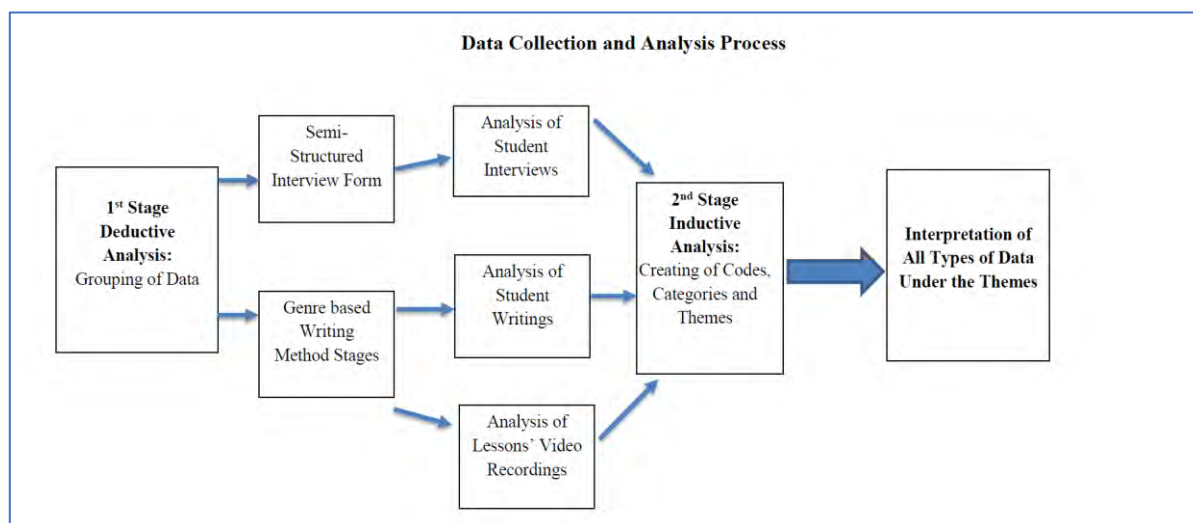 Data Collection and Analysis Process
1st Stage
Deductive
Analysis:
Grouping of Data
Semi-
Structured
Interview Form
Genre based
Writing
Method Stages
Analysis of
Student
Interviews
Analysis of
Student
Writings
Analysis of
Lessons’ Video
Recordings
2nd Stage
Inductive
Analysis:
Creating of Codes,
Categories and
Themes
Interpretation of
All Types of Data
Under the Themes